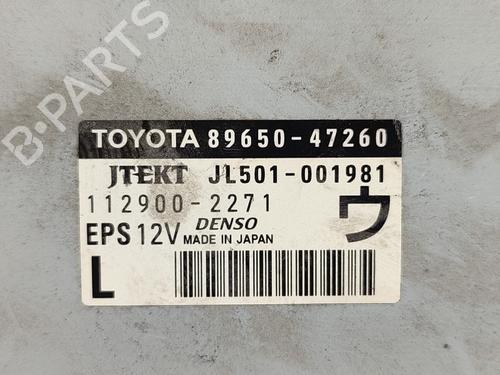 B-PARTS
TOYOTA 89650-47260
JTEKT JL501-001981
112900-2271
DENSO
EPS 12V MADE IN JAPAN
ウ
L